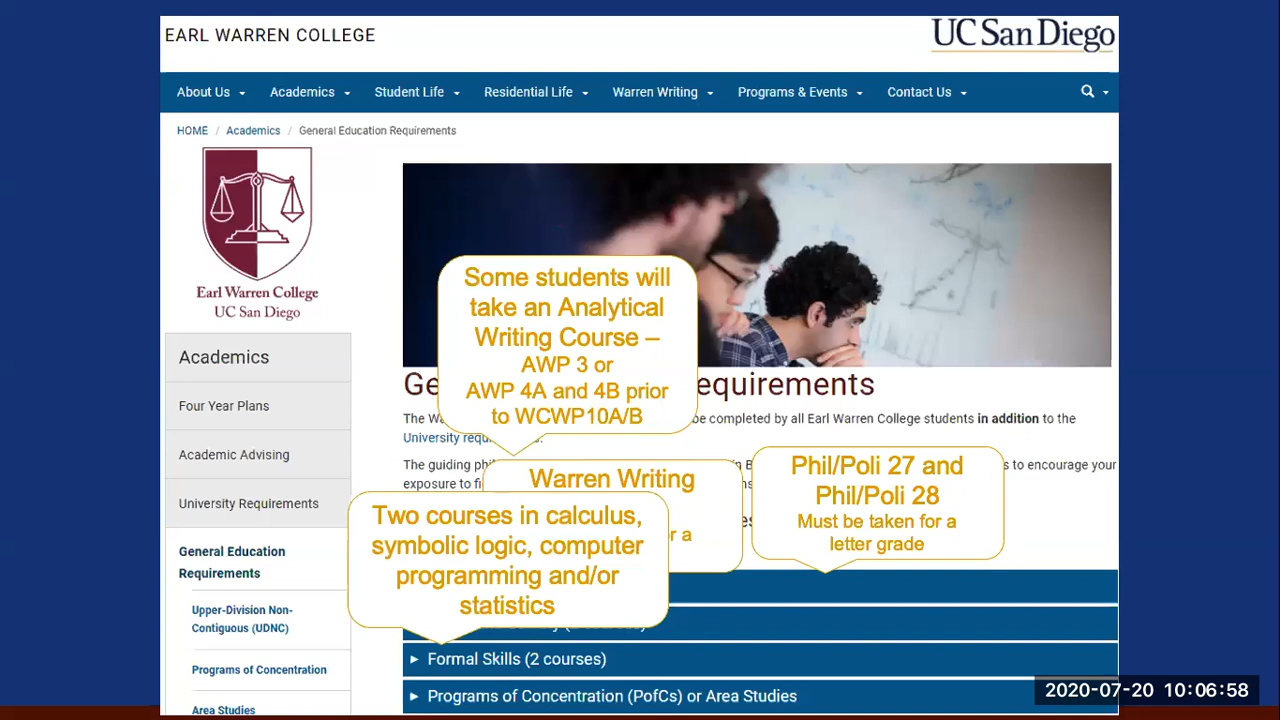 EARL WARREN COLLEGE
UC San Diego
About Us
Academics
Student Life
Residential Life
Warren Writing
Programs & Events
Contact Us
HOME / Academics / General Education Requirements
Earl Warren College
UC San Diego
Academics
Four Year Plans
Academic Advising
University Requirements
General Education
Requirements
Upper-Division Non-
Contiguous (UDNC)
Programs of Concentration
Area Studies
Some students will
take an Analytical
Writing Course –
AWP 3 or
AWP 4A and 4B prior
to WCWP10A/B
equirements
The be completed by all Earl Warren College students in addition to the
University
The guiding to encourage your
exposure to
Warren Writing
or a
Phil/Poli 27 and
Phil/Poli 28
Must be taken for a
letter grade
Two courses in calculus,
symbolic logic, computer
programming and/or
statistics
Formal Skills (2 courses)
Programs of Concentration (PofCs) or Area Studies
2020-07-20 10:06:58